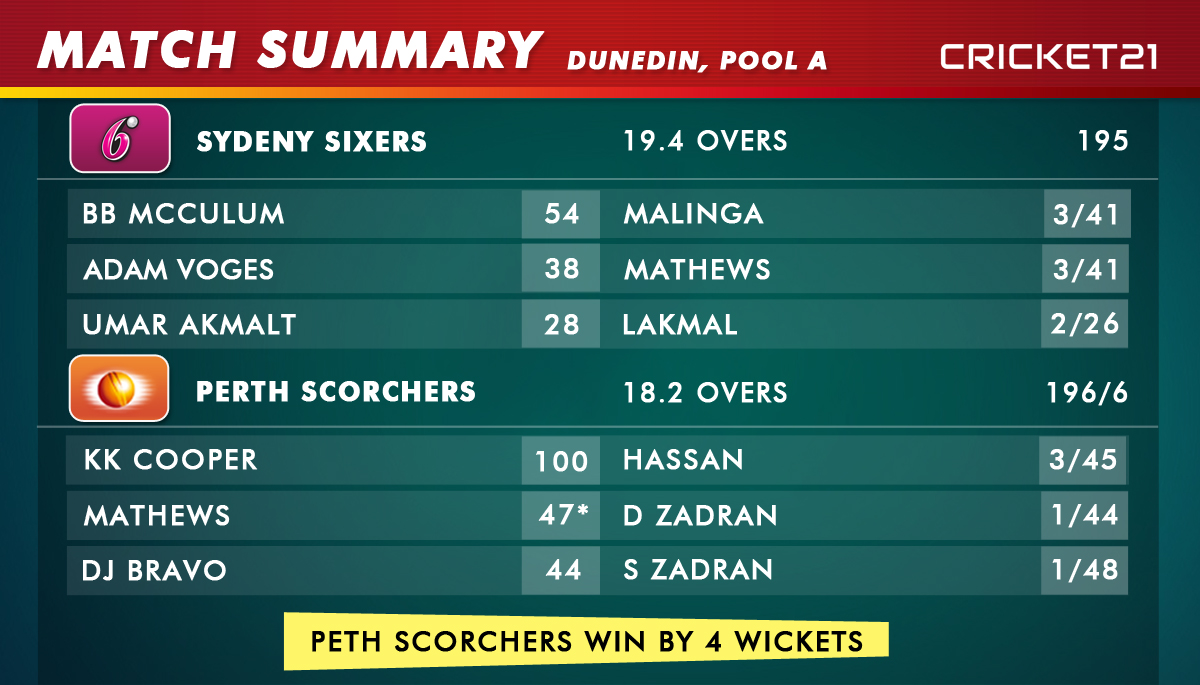 MATCH SUMMARY DUNEDIN, POOL A CRICKET21
6 SYDENY SIXERS 19.4 OVERS 195
BB MCCULUM 54 MALINGA 3/41
ADAM VOGES 38 MATHEWS 3/41
UMAR AKMALT 28 LAKMAL 2/26
PERTH SCORCHERS 18.2 OVERS 196/6
KK COOPER 100 HASSAN 3/45
MATHEWS 47* D ZADRAN 1/44
DJ BRAVO 44 S ZADRAN 1/48
PETH SCORCHERS WIN BY 4 WICKETS